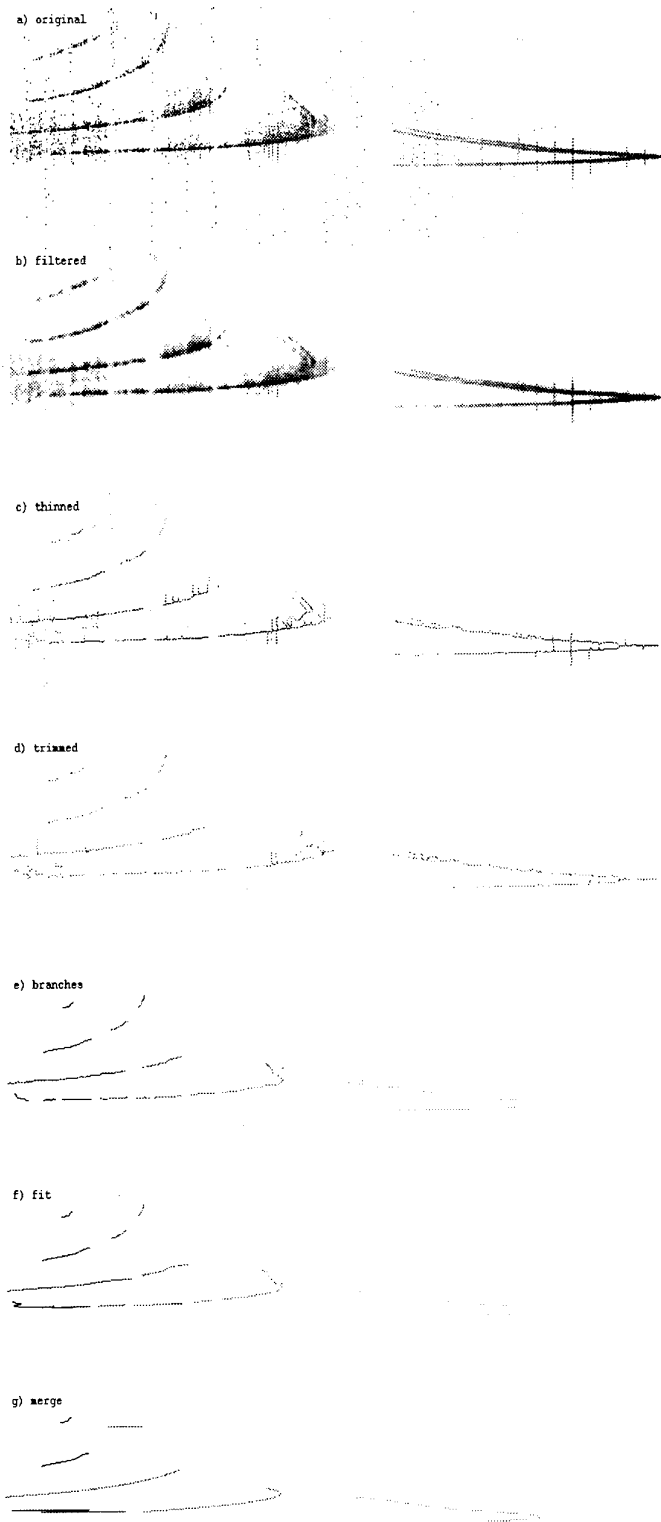 a) original
b) filtered
c) thinned
d) trimmed
e) branches
f) fit
g) merge